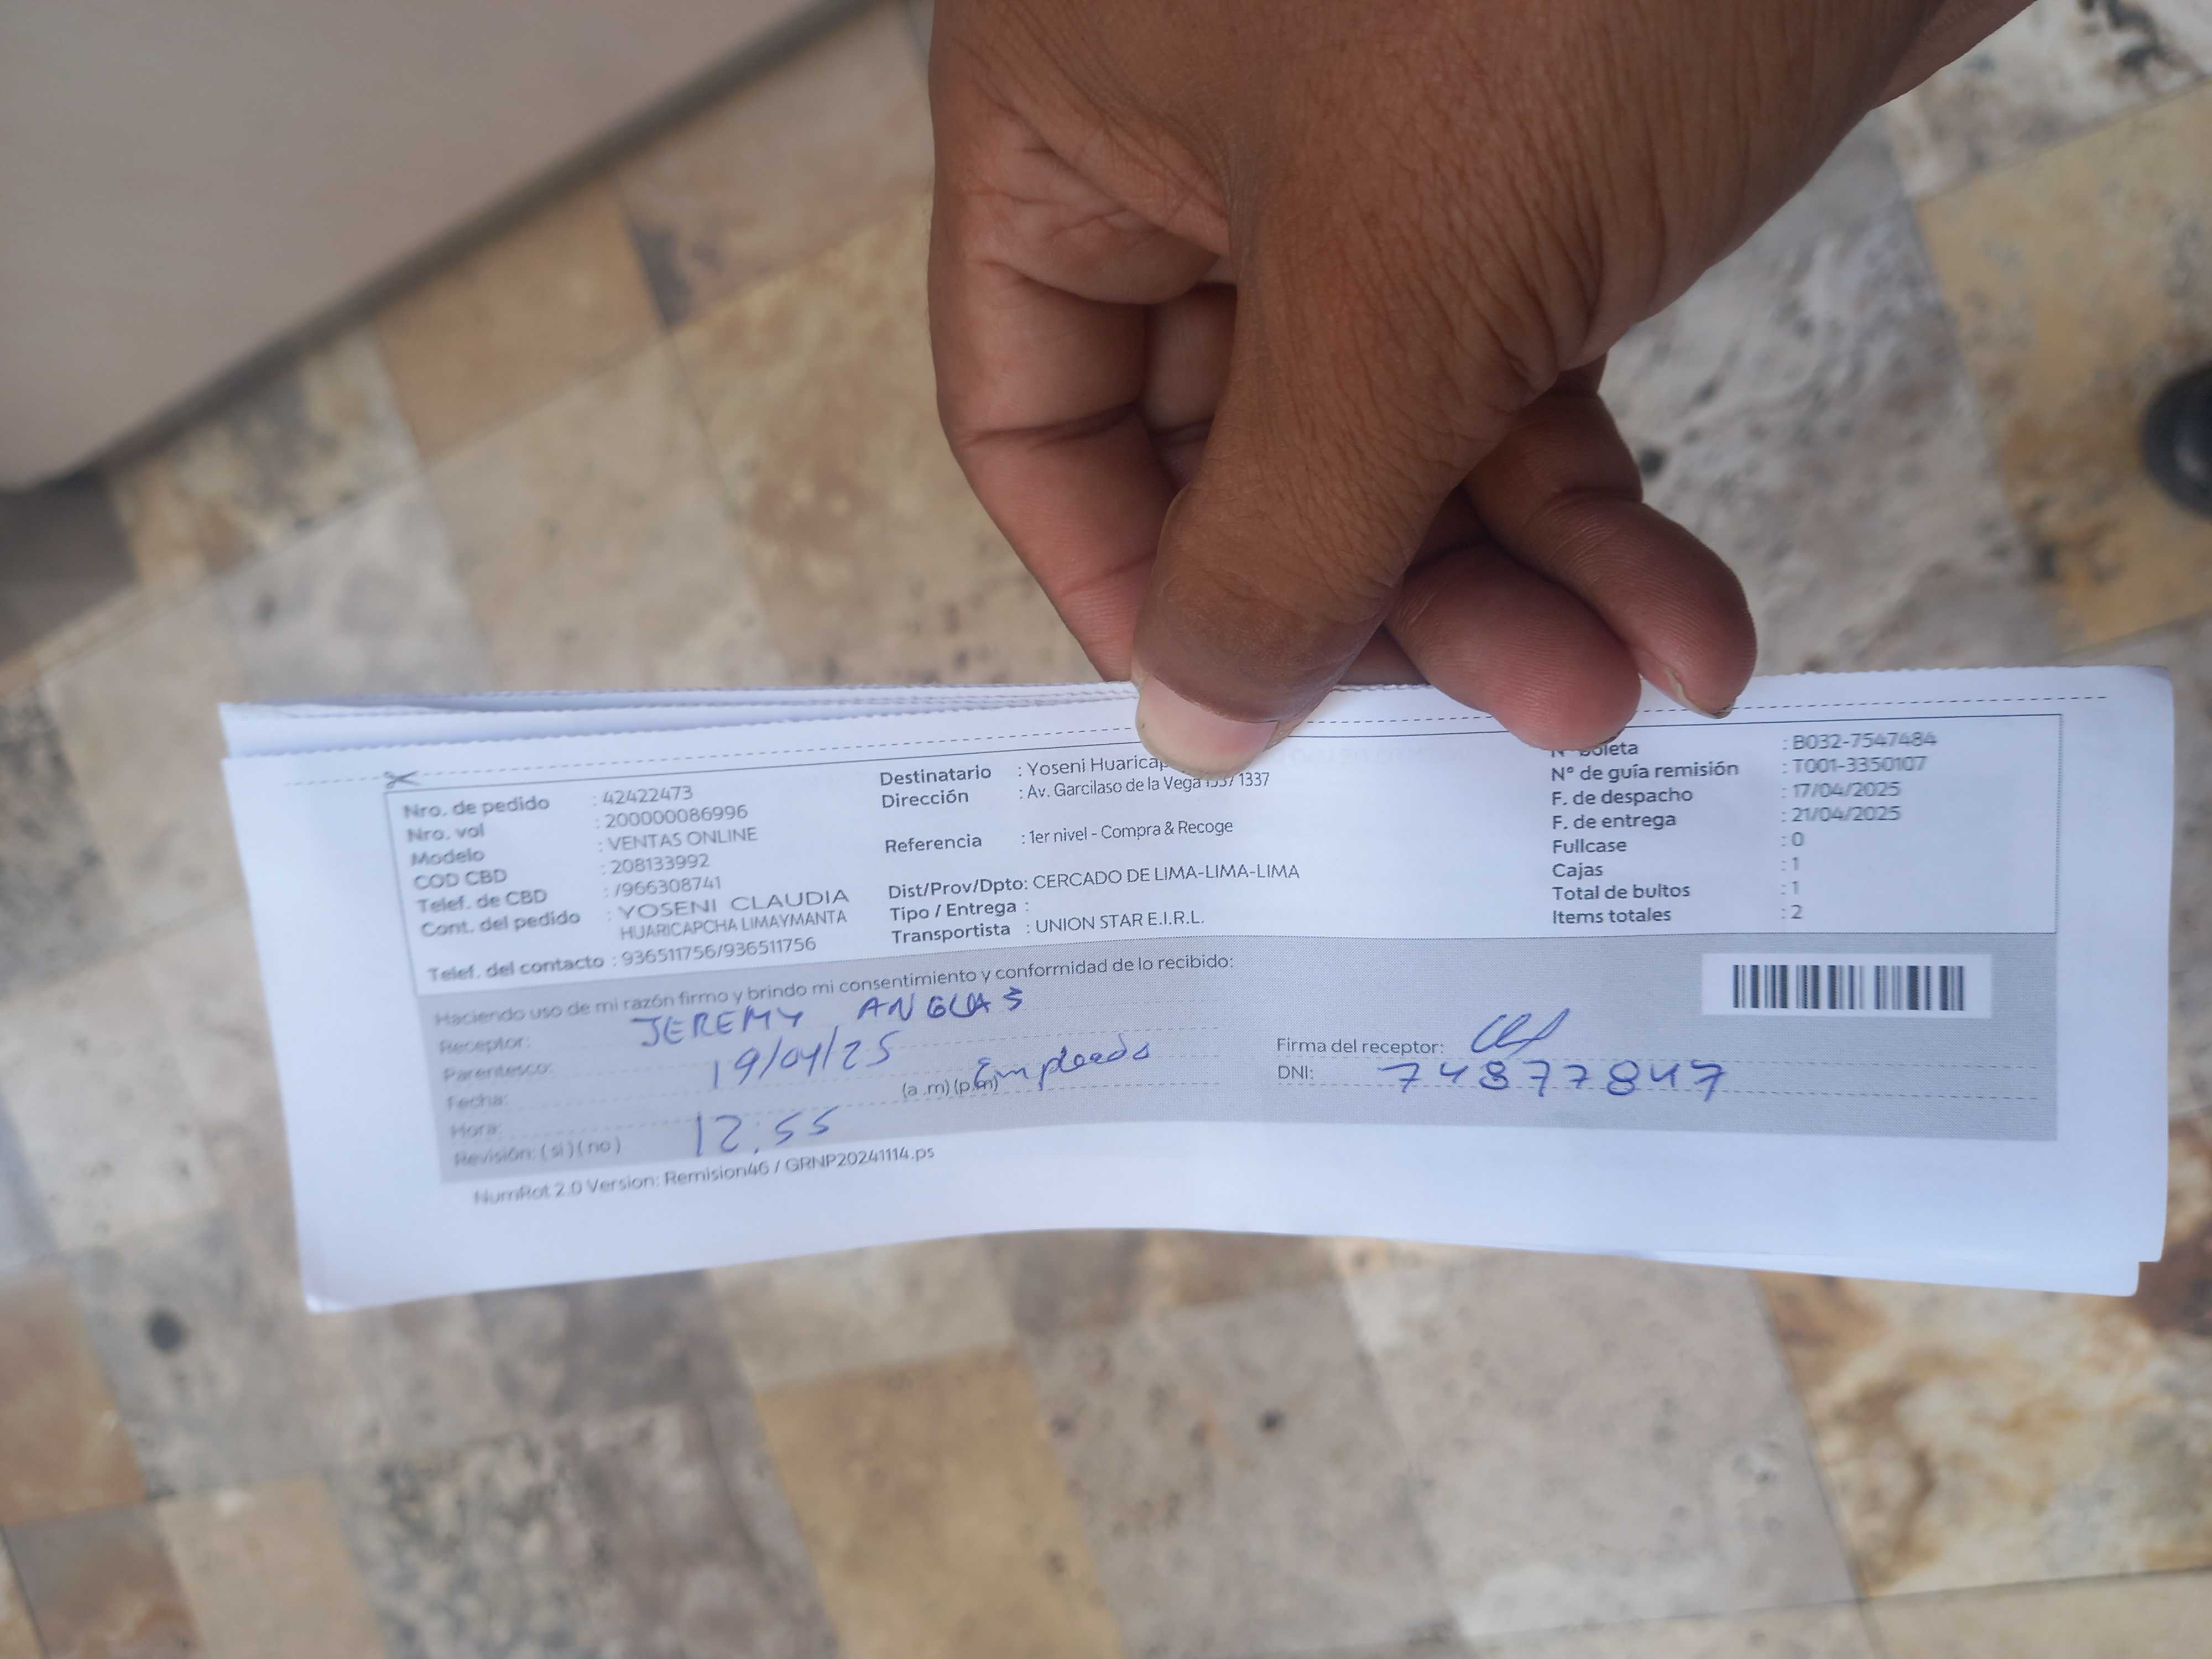 Nro. de pedido : 42422473
Nro. vol : 200000086996
Modelo : VENTAS ONLINE
COD CBD : 208133992
Telef. de CBD : /966308741
Cont. del pedido : YOSENI CLAUDIA
HUARICAPCHA LIMAYMANTA
Telef. del contacto : 936511756/936511756
Destinatario : Yoseni Huaricap
Dirección : Av. Garcilaso de la Vega 1337 1337
Referencia : 1er nivel - Compra & Recoge
Dist/Prov/Dpto: CERCADO DE LIMA-LIMA-LIMA
Tipo / Entrega :
Transportista : UNION STAR E.I.R.L.
N° boleta : B032-7547484
N° de guía remisión : T001-3350107
F. de despacho : 17/04/2025
F. de entrega : 21/04/2025
Fullcase : 0
Cajas : 1
Total de bultos : 1
Items totales : 2
Haciendo uso de mi razón firmo y brindo mi consentimiento y conformidad de lo recibido:
Receptor: JEREMY ANGLAS
Parentesco:
Fecha: 19/04/25
(a .m) (p.m) Empleado
Hora: 12:55
Revisión: ( si ) ( no )
Firma del receptor:
DNI: 74877847
NumRot 2.0 Version: Remision46 / GRNP20241114.ps